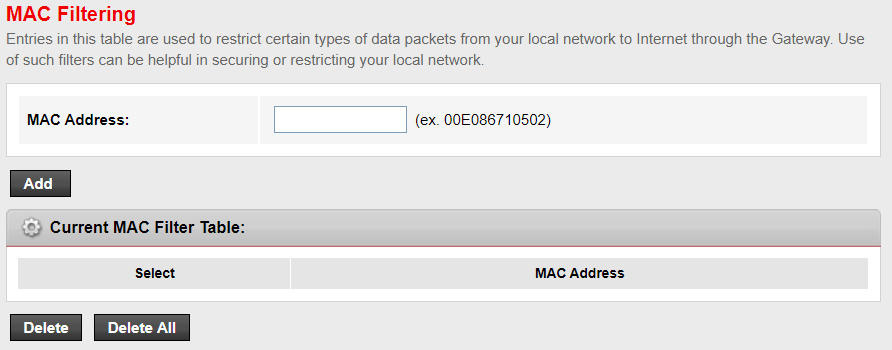 MAC Filtering
Entries in this table are used to restrict certain types of data packets from your local network to Internet through the Gateway. Use
of such filters can be helpful in securing or restricting your local network.
MAC Address: (ex. 00E086710502)
Add
Current MAC Filter Table:
Select MAC Address
Delete Delete All